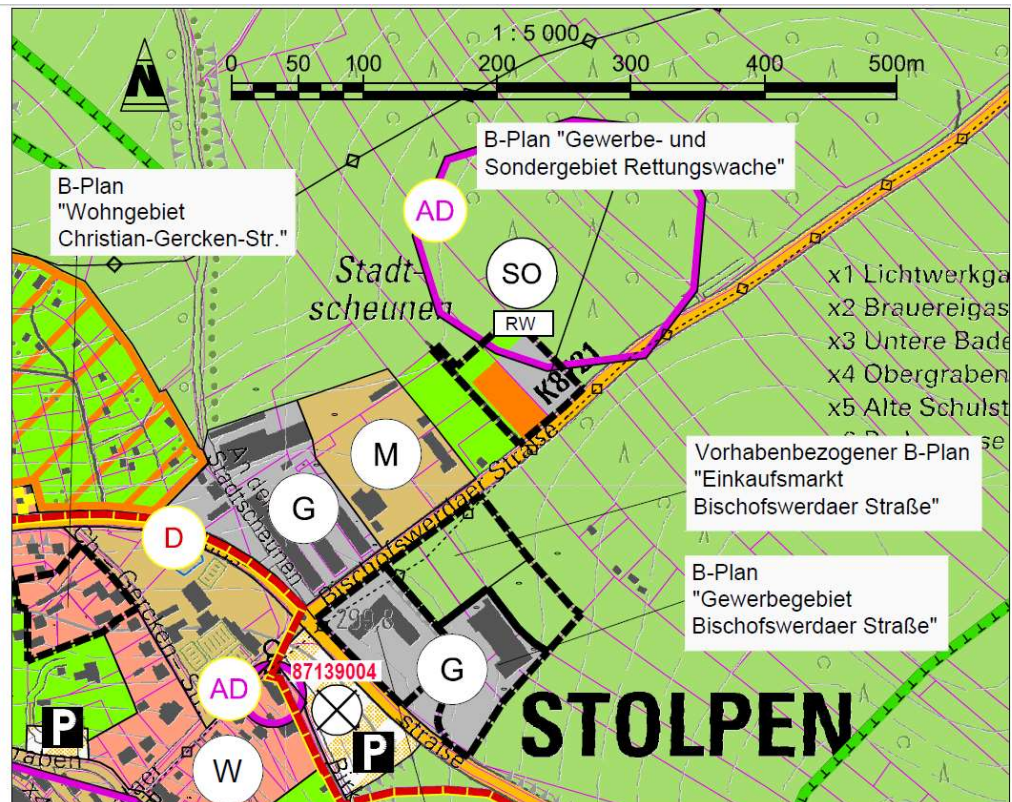 1 : 5 000
N
0 50 100 200 300 400 500m
B-Plan "Gewerbe- und
Sondergebiet Rettungswache"
B-Plan
"Wohngebiet
Christian-Gercken-Str."
AD
SO
RW
Stadt-
scheunen
x1 Lichtwerkga
x2 Brauereigas
x3 Untere Bade
x4 Obergraben
x5 Alte Schulst
se
M
G
An den
Stadtscheunen
Bischofswerdaer Straße
D
Vorhabenbezogener B-Plan
"Einkaufsmarkt
Bischofswerdaer Straße"
B-Plan
"Gewerbegebiet
Bischofswerdaer Straße"
Gercken-St
299,8
G
87139004
AD
STOLPEN
straße
P
P
W